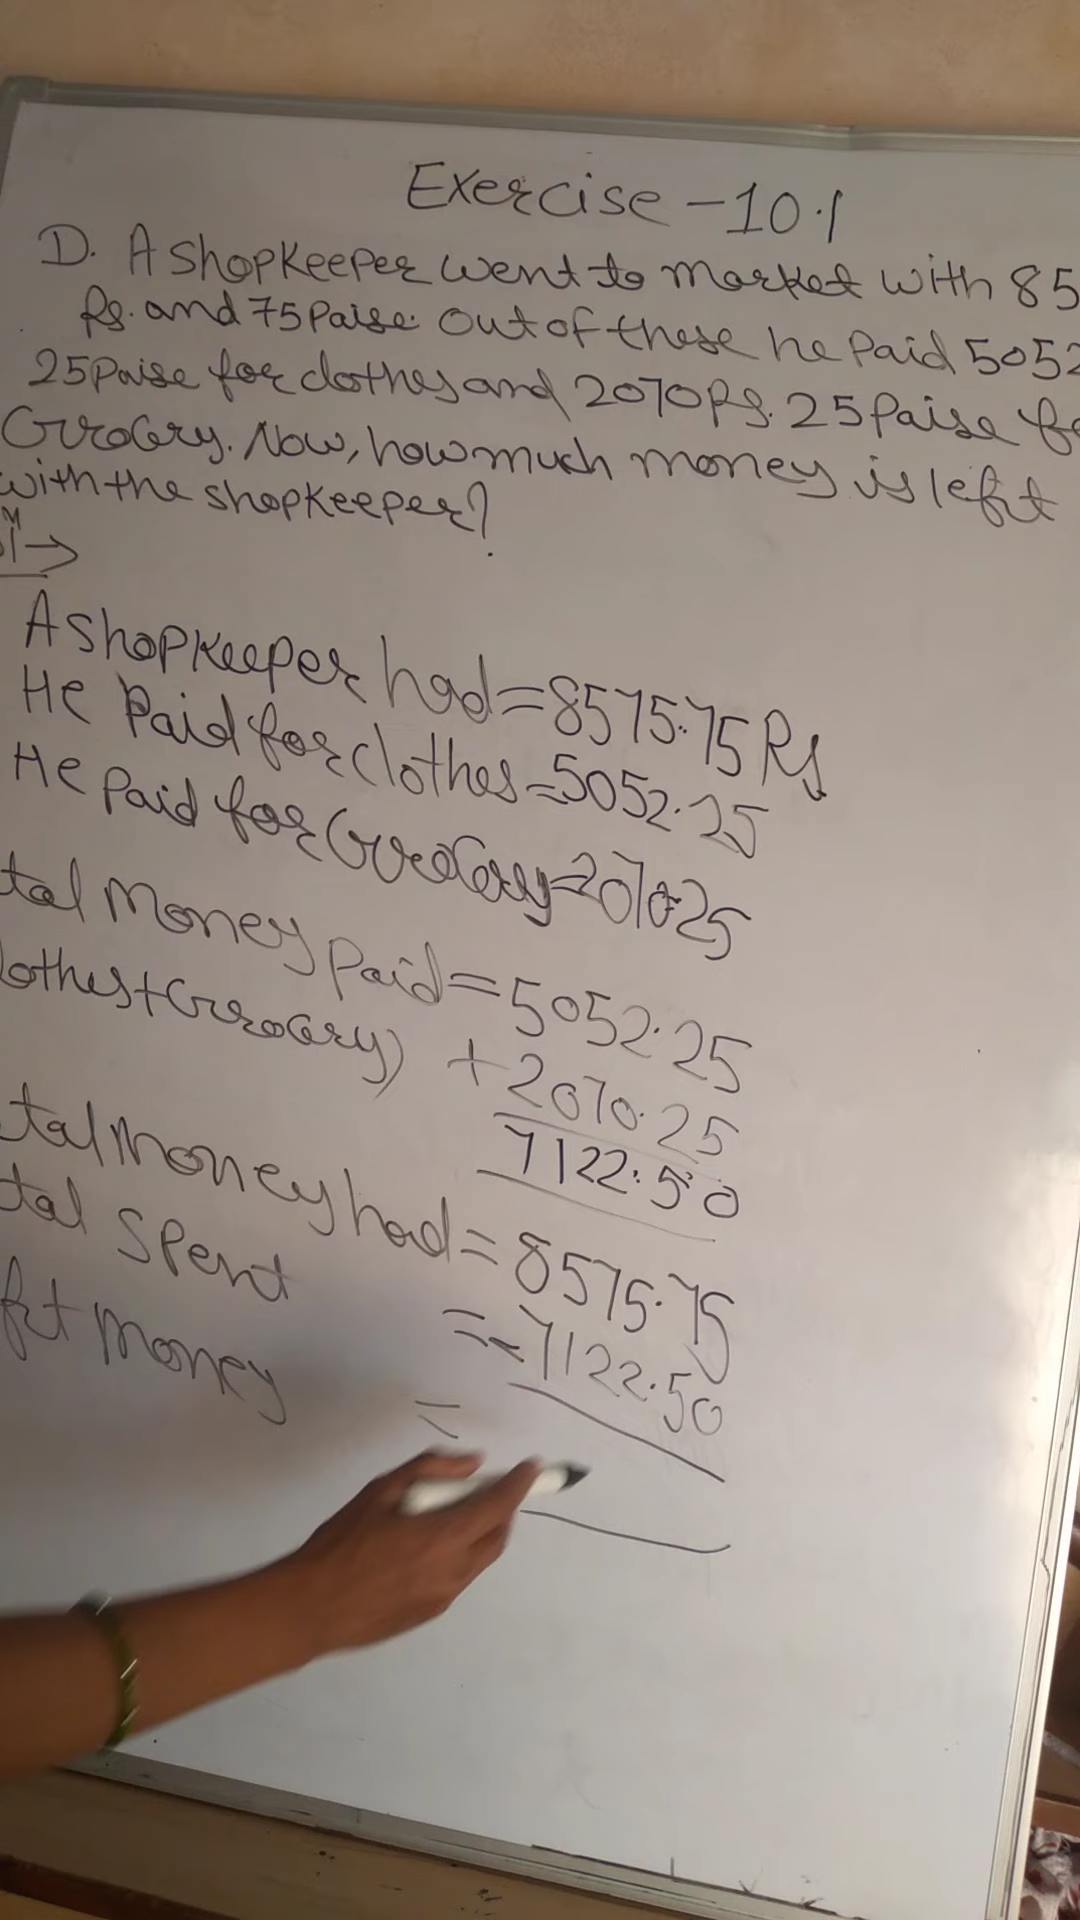 Exercise-10.1
D. A shopkeeper went to market with 85
Rs. and 75 Paise. Out of these he Paid 5052
25 Paise for clothes and 2070 Rs. 25 Paise fo
Grocery. Now, how much money is left
with the shopkeeper?
A shopkeeper had = 8575.75 Rs
He Paid for clothes = 5052.25
He Paid for Grocery = 2070.25
tal Money Paid = 5052.25
lothes + Grocery) + 2070.25
7122.50
tal Money had = 8575.75
tal Spent = - 7122.50
ft Money =